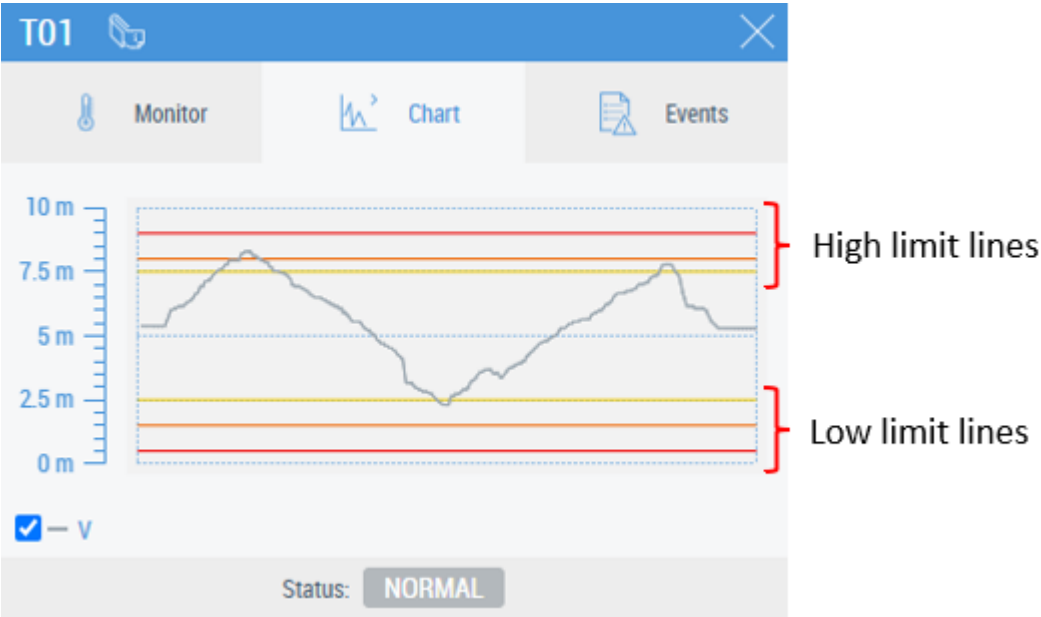 T01
Monitor
Chart
Events
10 m
7.5 m
5 m
2.5 m
0 m
High limit lines
Low limit lines
V
Status: NORMAL